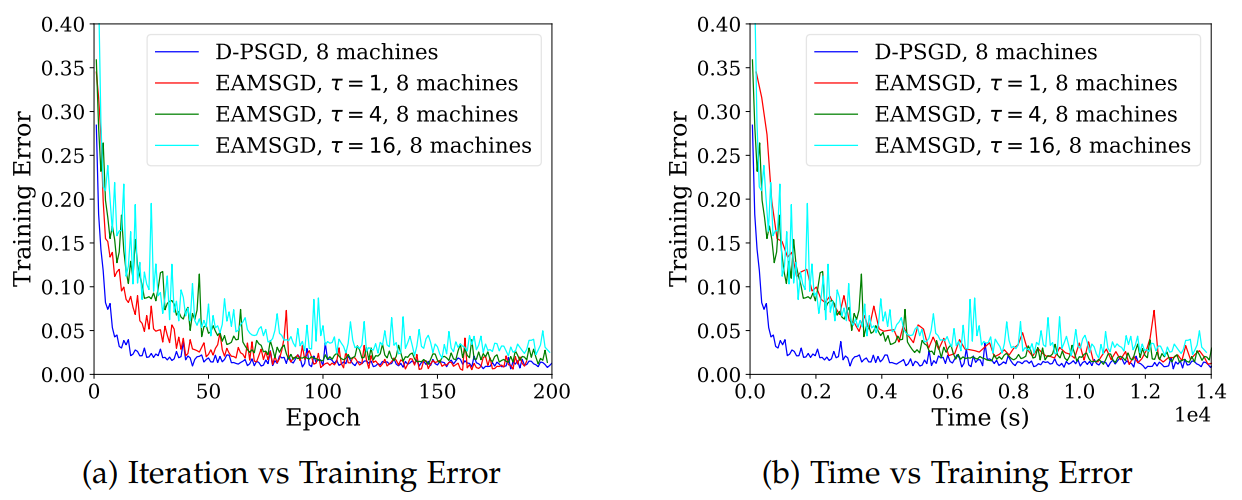 0.40
0.35
0.30
0.25
0.20
0.15
0.10
0.05
0.00
Training Error
D-PSGD, 8 machines
EAMSGD, τ = 1, 8 machines
EAMSGD, τ = 4, 8 machines
EAMSGD, τ = 16, 8 machines
0 50 100 150 200
Epoch
(a) Iteration vs Training Error
0.40
0.35
0.30
0.25
0.20
0.15
0.10
0.05
0.00
Training Error
D-PSGD, 8 machines
EAMSGD, τ = 1, 8 machines
EAMSGD, τ = 4, 8 machines
EAMSGD, τ = 16, 8 machines
0.0 0.2 0.4 0.6 0.8 1.0 1.2 1.4
1e4
Time (s)
(b) Time vs Training Error